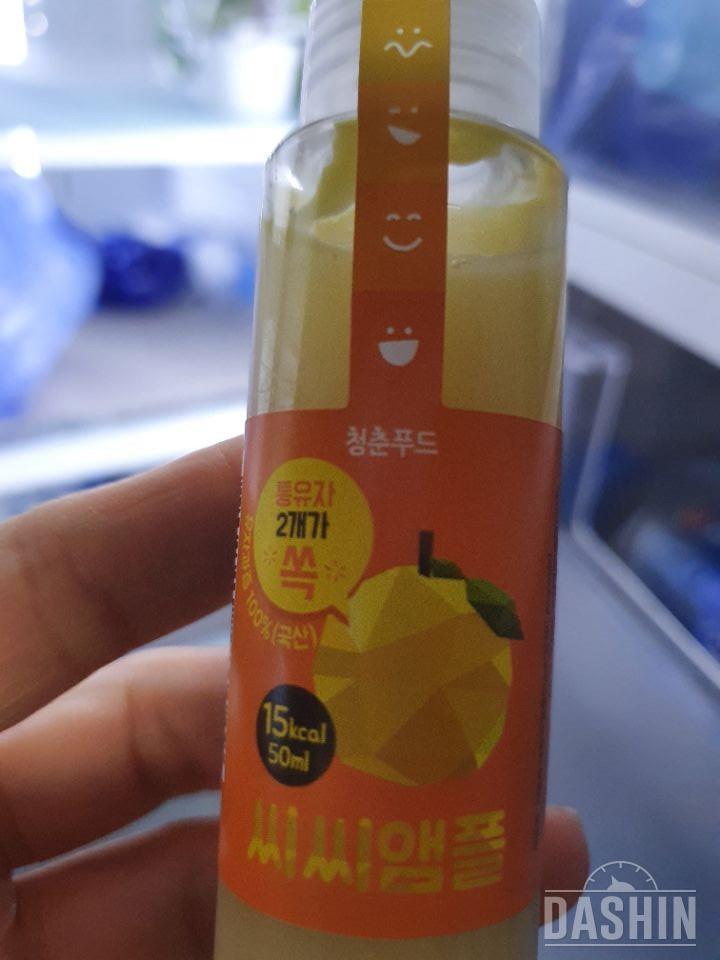 청춘푸드
통유자
2개가
쏙
유자과즙 100% (국산)
15kcal
50ml
씨씨앰플
DASHIN